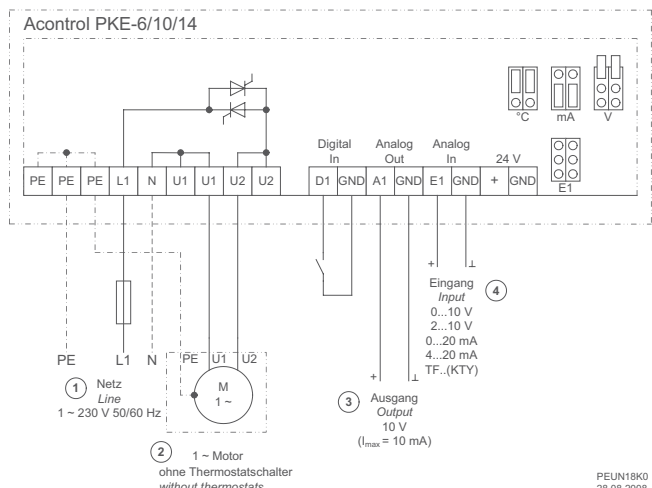 Acontrol PKE-6/10/14
°C mA V
Digital In
Analog Out
Analog In
24 V
E1
PE PE PE L1 N U1 U1 U2 U2
D1 GND A1 GND E1 GND + GND
+ ⊥
Eingang
Input
0...10 V
2...10 V
0...20 mA
4...20 mA
TF..(KTY)
4
PE L1 N
1 Netz
Line
1 ~ 230 V 50/60 Hz
PE U1 U2
M
1 ~
2 1 ~ Motor
ohne Thermostatschalter
without thermostats
+ ⊥
3 Ausgang
Output
10 V
(Imax = 10 mA)
PEUN18K0
28.08.2008